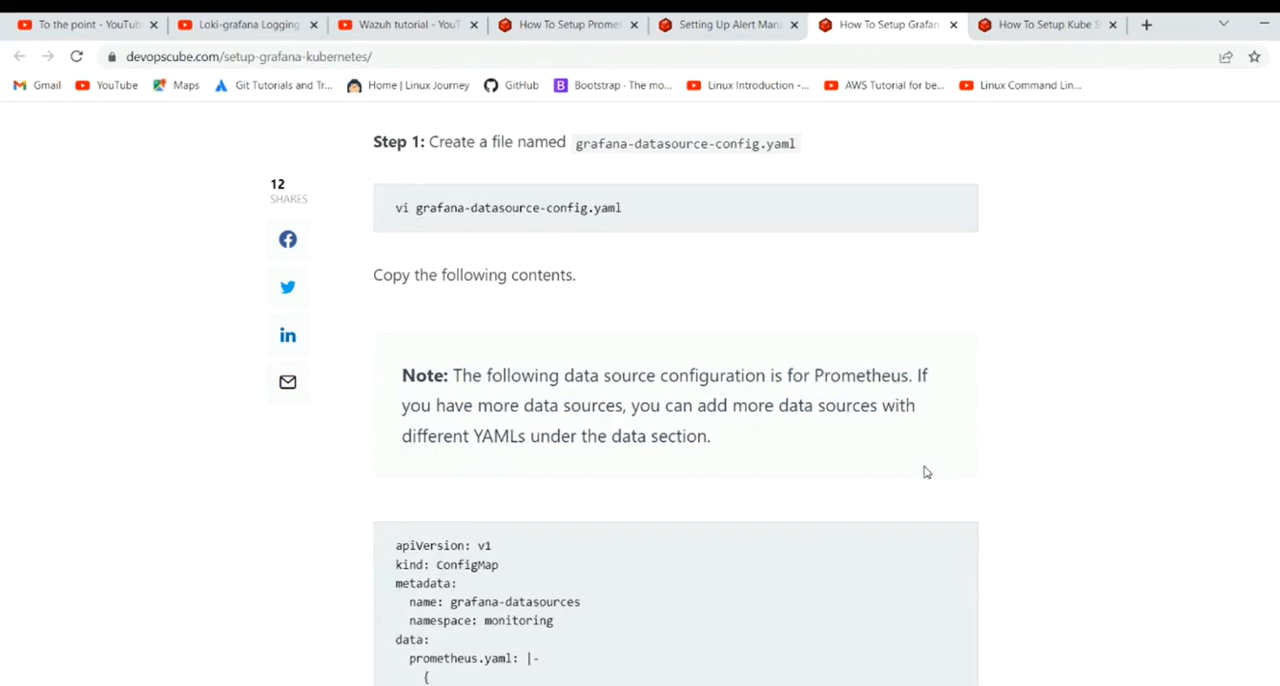 To the point - YouTub
Loki-grafana Logging
Wazuh tutorial - YouT
How To Setup Promet
Setting Up Alert Mana
How To Setup Grafan
How To Setup Kube S
devopscube.com/setup-grafana-kubernetes/
Gmail
YouTube
Maps
Git Tutorials and Tr...
Home | Linux Journey
GitHub
Bootstrap · The mo...
Linux Introduction -...
AWS Tutorial for be...
Linux Command Lin...
Step 1: Create a file named grafana-datasource-config.yaml
12
SHARES
vi grafana-datasource-config.yaml
Copy the following contents.
Note: The following data source configuration is for Prometheus. If
you have more data sources, you can add more data sources with
different YAMLs under the data section.
apiVersion: v1
kind: ConfigMap
metadata:
name: grafana-datasources
namespace: monitoring
data:
prometheus.yaml: |-
{